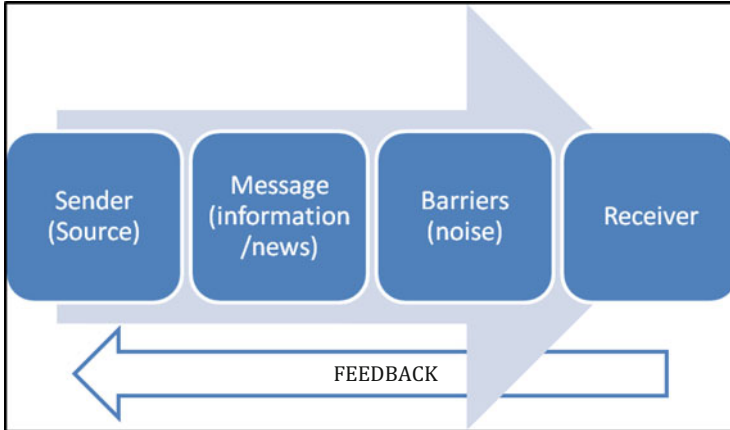 Sender
(Source)
Message
(information
/news)
Barriers
(noise)
Receiver
FEEDBACK